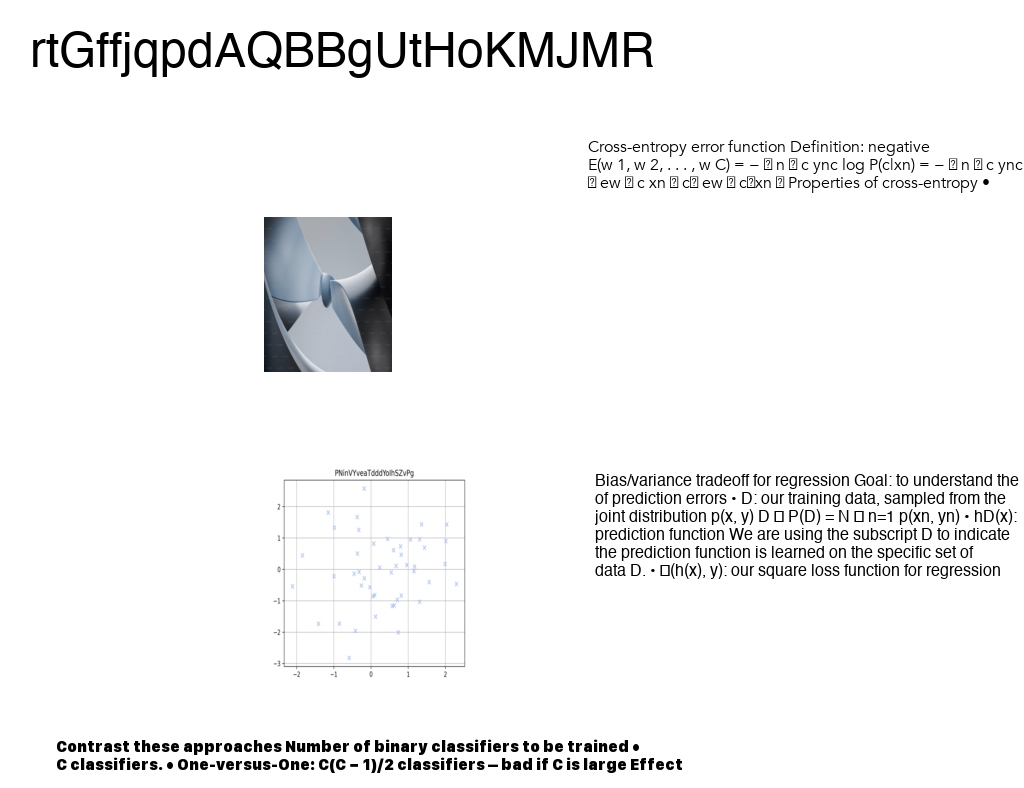 rtGffjqpdAQBBgUtHoKMJMR
Cross-entropy error function Definition: negative
E(w 1, w 2, . . . , w C) = − � n � c ync log P(c|xn) = − � n � c ync
� ew � c xn � c� ew � c�xn � Properties of cross-entropy •
PNinVYveaTdddYolhSZvPg
2
1
0
−1
−2
−3
−2 −1 0 1 2
Bias/variance tradeoff for regression Goal: to understand the
of prediction errors • D: our training data, sampled from the
joint distribution p(x, y) D � P(D) = N � n=1 p(xn, yn) • hD(x):
prediction function We are using the subscript D to indicate
the prediction function is learned on the specific set of
data D. • �(h(x), y): our square loss function for regression
Contrast these approaches Number of binary classifiers to be trained •
C classifiers. • One-versus-One: C(C − 1)/2 classifiers – bad if C is large Effect